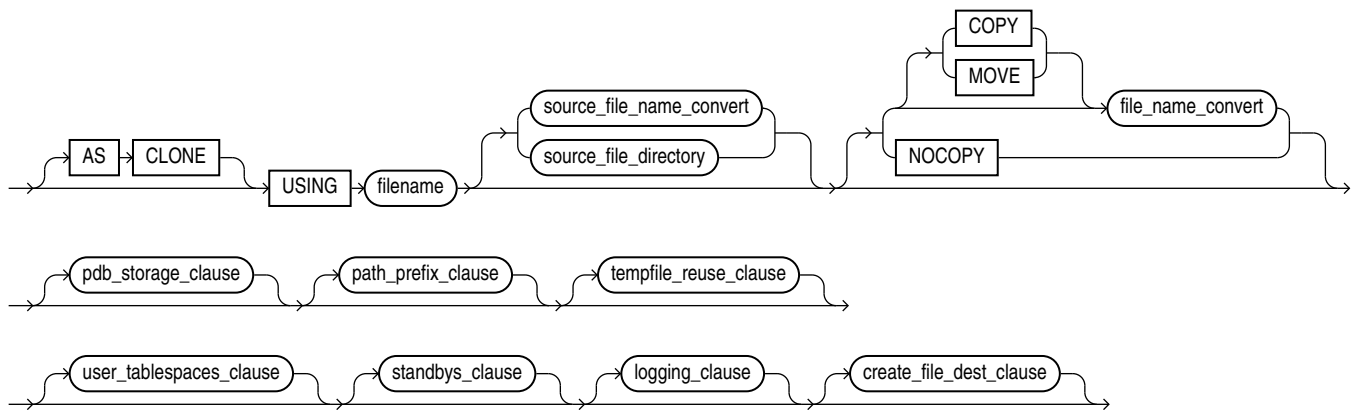 COPY
MOVE
source_file_name_convert
file_name_convert
AS CLONE
source_file_directory
NOCOPY
USING filename
pdb_storage_clause path_prefix_clause tempfile_reuse_clause
user_tablespaces_clause standbys_clause logging_clause create_file_dest_clause